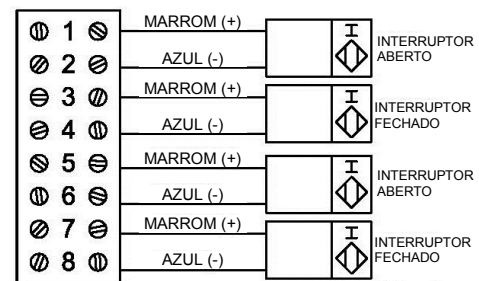 1 MARROM (+)
INTERRUPTOR
ABERTO
2 AZUL (-)
3 MARROM (+)
INTERRUPTOR
FECHADO
4 AZUL (-)
5 MARROM (+)
INTERRUPTOR
ABERTO
6 AZUL (-)
7 MARROM (+)
INTERRUPTOR
FECHADO
8 AZUL (-)